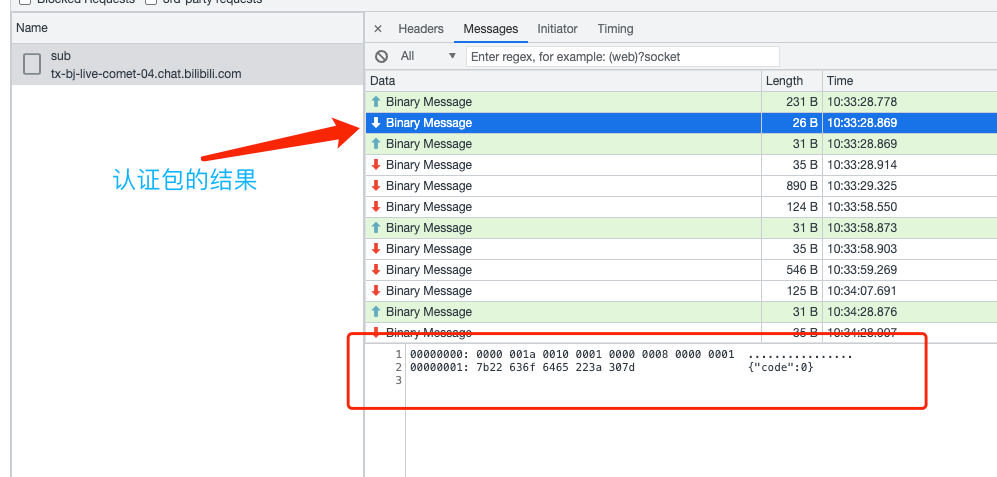 Blocked Requests 3rd-party requests
Name
sub
tx-bj-live-comet-04.chat.bilibili.com
认证包的结果
× Headers Messages Initiator Timing
All Enter regex, for example: (web)?socket
Data Length Time
Binary Message 231 B 10:33:28.778
Binary Message 26 B 10:33:28.869
Binary Message 31 B 10:33:28.869
Binary Message 35 B 10:33:28.914
Binary Message 890 B 10:33:29.325
Binary Message 124 B 10:33:58.550
Binary Message 31 B 10:33:58.873
Binary Message 35 B 10:33:58.903
Binary Message 546 B 10:33:59.269
Binary Message 125 B 10:34:07.691
Binary Message 31 B 10:34:28.876
Binary Message 35 B 10:34:28.907
1 00000000: 0000 001a 0010 0001 0000 0008 0000 0001 ................
2 00000001: 7b22 636f 6465 223a 307d {"code":0}
3